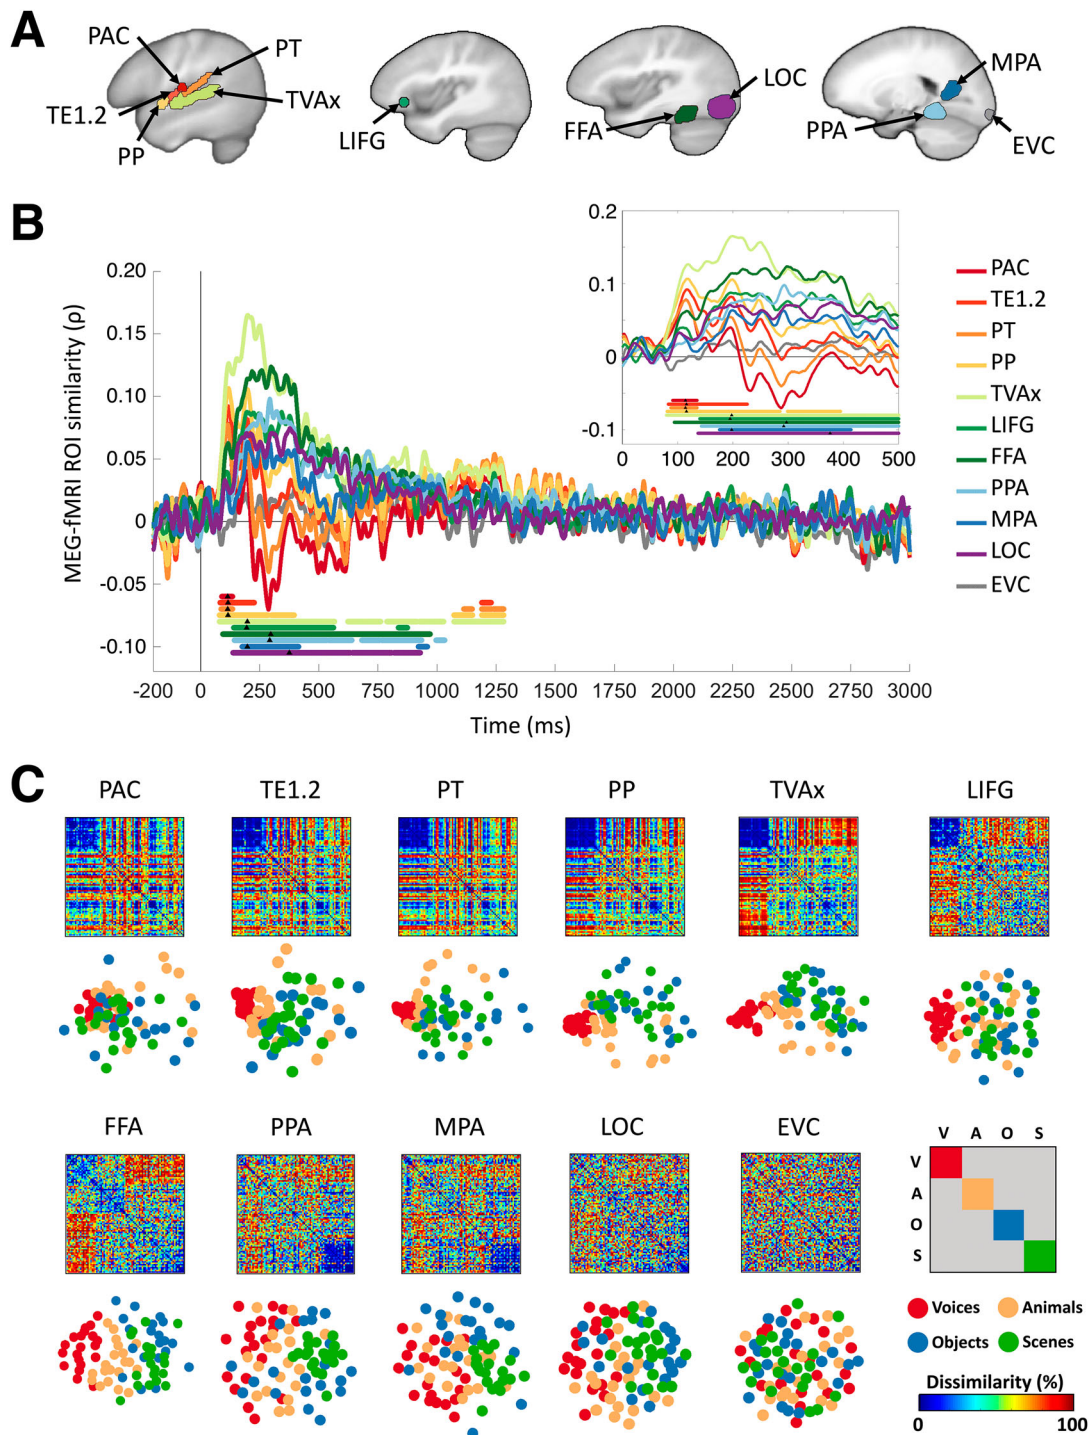 A
PAC
PT
TE1.2
TVAx
PP
LIFG
FFA
LOC
MPA
PPA
EVC
B
MEG-fMRI ROI similarity (ρ)
0.20
0.15
0.10
0.05
0
-0.05
-0.10
-200 0 250 500 750 1000 1250 1500 1750 2000 2250 2500 2750 3000
Time (ms)
0.2
0.1
0
-0.1
0 100 200 300 400 500
PAC
TE1.2
PT
PP
TVAx
LIFG
FFA
PPA
MPA
LOC
EVC
C
PAC TE1.2 PT PP TVAx LIFG
FFA PPA MPA LOC EVC
V A O S
V
A
O
S
Voices Animals
Objects Scenes
Dissimilarity (%)
0 100